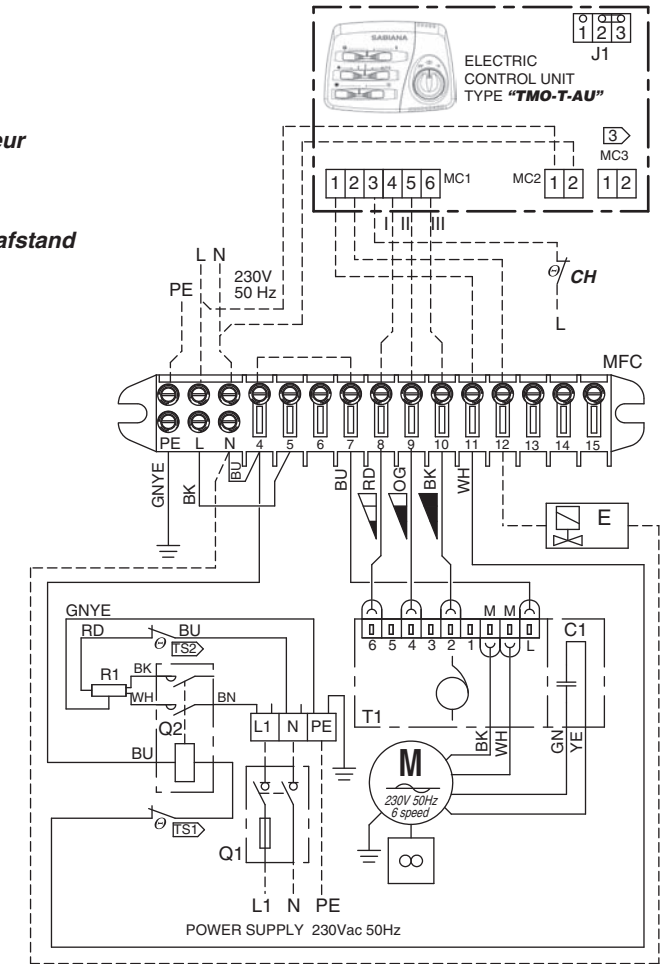 eur
afstand
SABIANA
ELECTRIC
CONTROL UNIT
TYPE "TMO-T-AU"
1 2 3
J1
3
MC3
1 2 3 4 5 6 MC1
MC2 1 2
1 2
I II III
CH
L
L N
PE
230V
50 Hz
MFC
PE L N 4 5 6 7 8 9 10 11 12 13 14 15
GNYE
BK
BU
BU
RD
OG
BK
WH
E
GNYE
RD
BU
TS2
R1
BK
WH
BN
Q2
BU
L1 N PE
TS1
Q1
L1 N PE
POWER SUPPLY 230Vac 50Hz
M M
6 5 4 3 2 1 L
C1
T1
BK
WH
GN
YE
M
230V 50Hz
6 speed